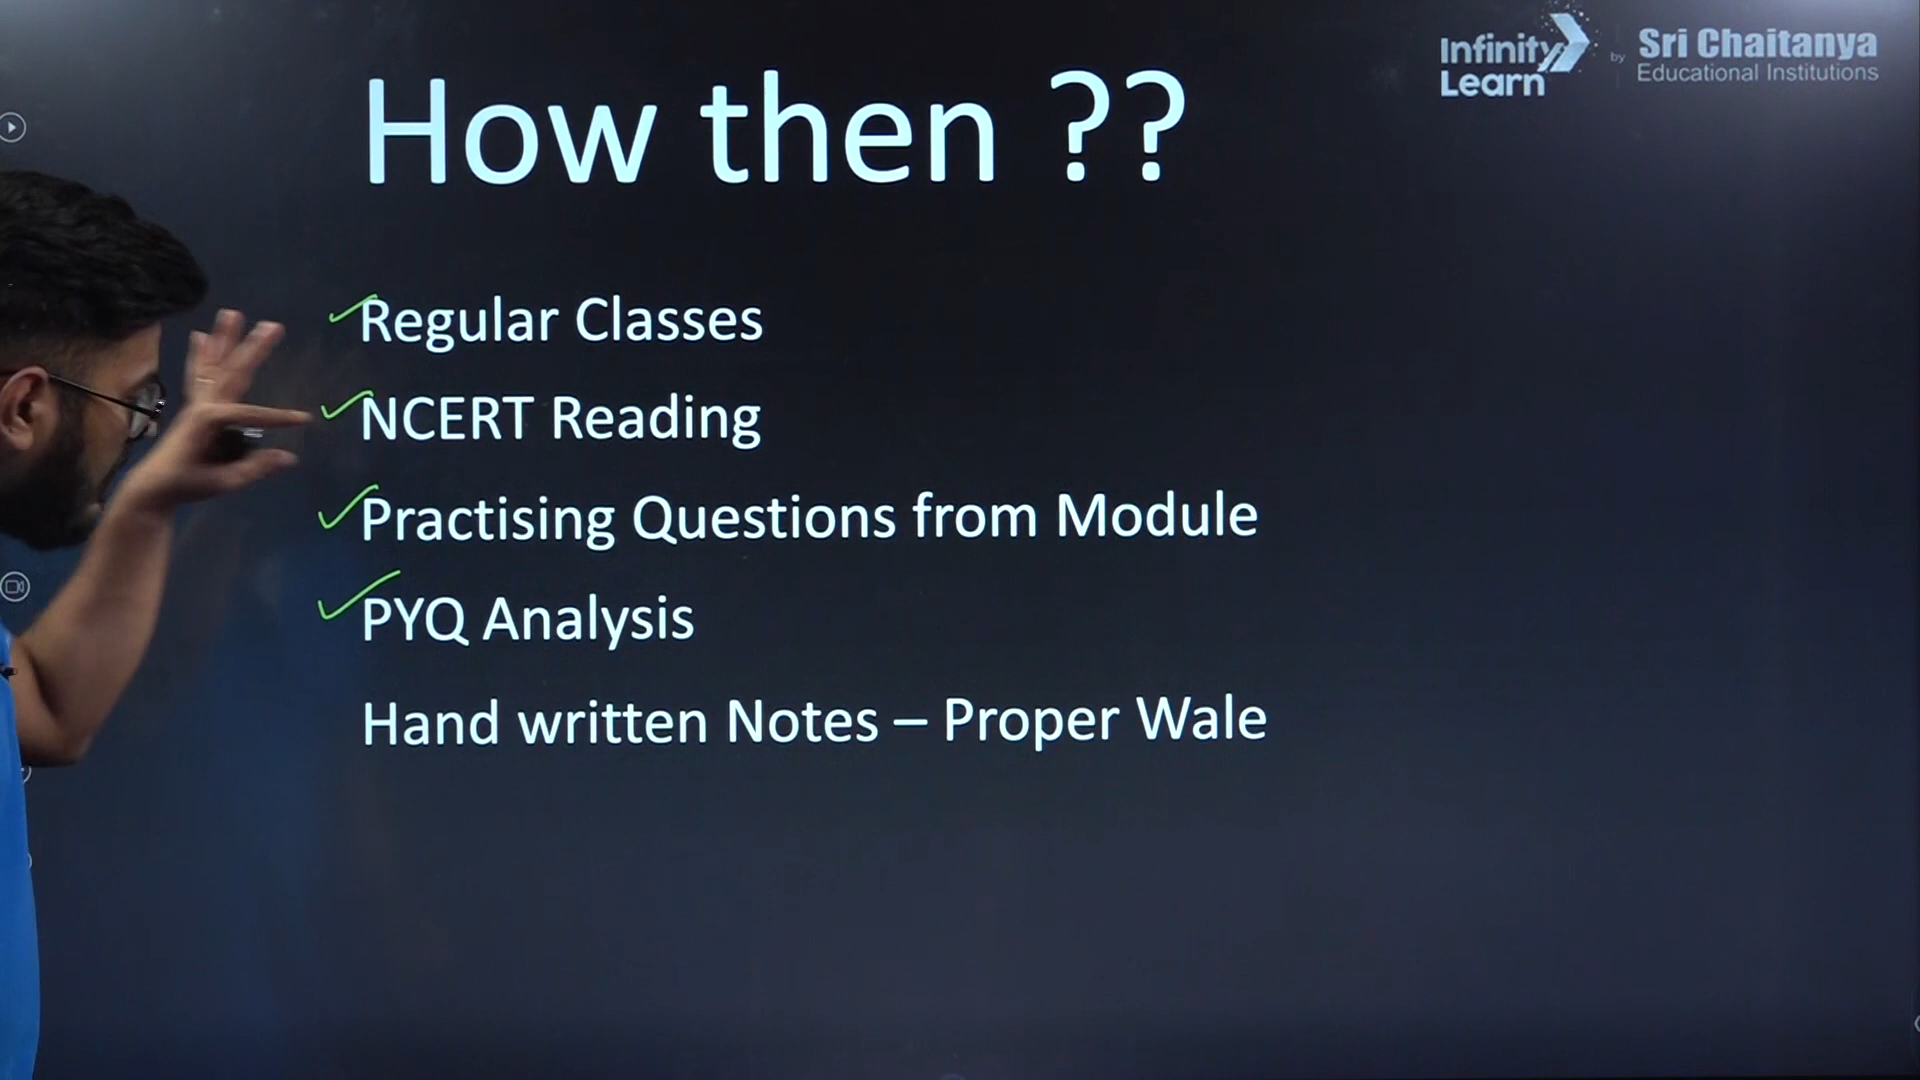 Infinity Learn by Sri Chaitanya Educational Institutions
How then ??
Regular Classes
NCERT Reading
Practising Questions from Module
PYQ Analysis
Hand written Notes – Proper Wale